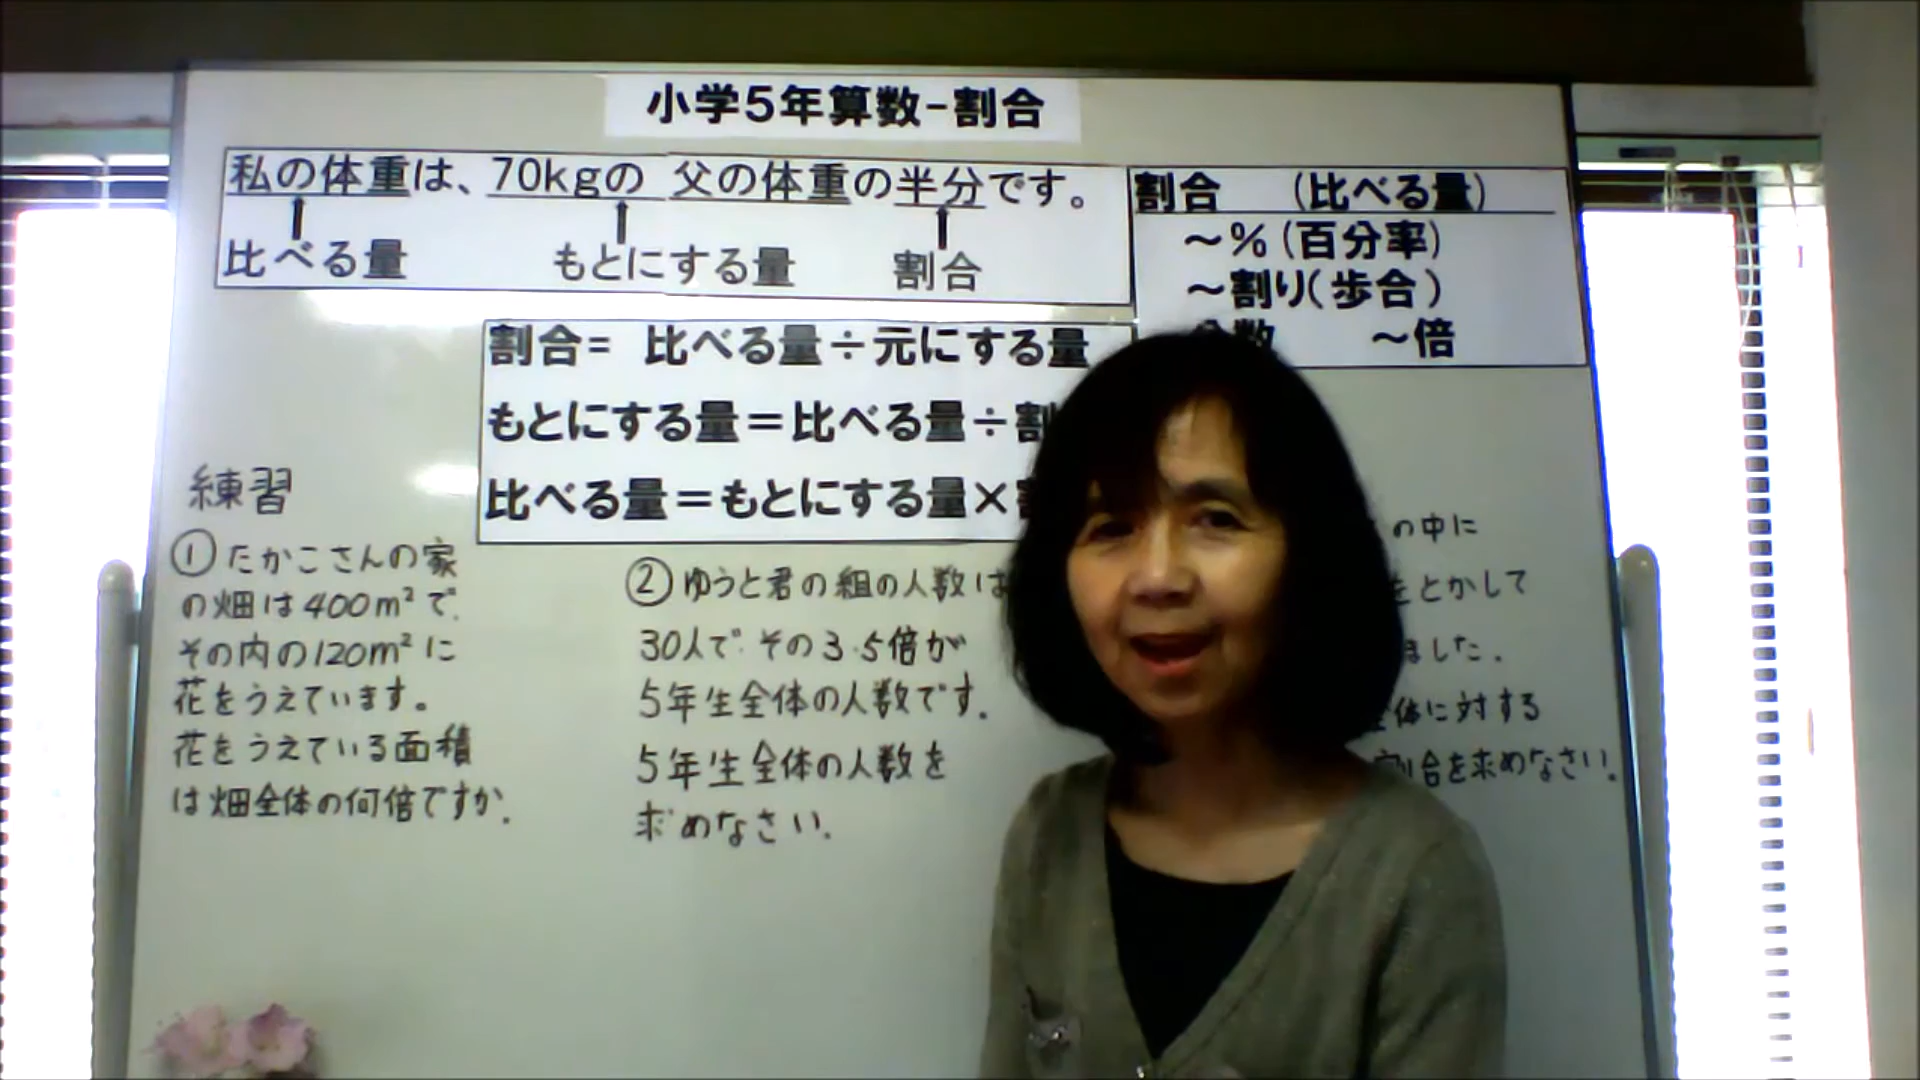 小学5年算数-割合
私の体重は、70kgの 父の体重の半分です。
比べる量 もとにする量 割合
割合 (比べる量)
～%(百分率)
～割り(歩合)
数 ～倍
割合= 比べる量÷元にする量
もとにする量=比べる量÷
比べる量=もとにする量×
練習
①たかこさんの家
の畑は400m²で.
その内の120m²に
花をうえています。
花をうえている面積
は畑全体の何倍ですか.
②ゆうと君の組の人数は
30人で.その3.5倍が
5年生全体の人数です.
5年生全体の人数を
求めなさい.
の中に
をとかして
ました.
体に対する
割合を求めなさい.